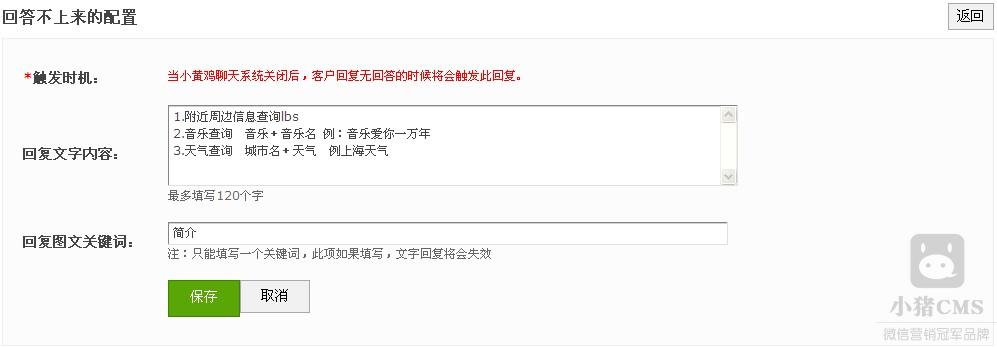 回答不上来的配置
返回
*触发时机：
当小黄鸡聊天系统关闭后，客户回复无回答的时候将会触发此回复。
回复文字内容：
1.附近周边信息查询lbs
2.音乐查询　音乐＋音乐名 例：音乐爱你一万年
3.天气查询　城市名＋天气　例上海天气
最多填写120个字
回复图文关键词：
简介
注：只能填写一个关键词，此项如果填写，文字回复将会失效
保存
取消
小猪CMS
微信营销冠军品牌